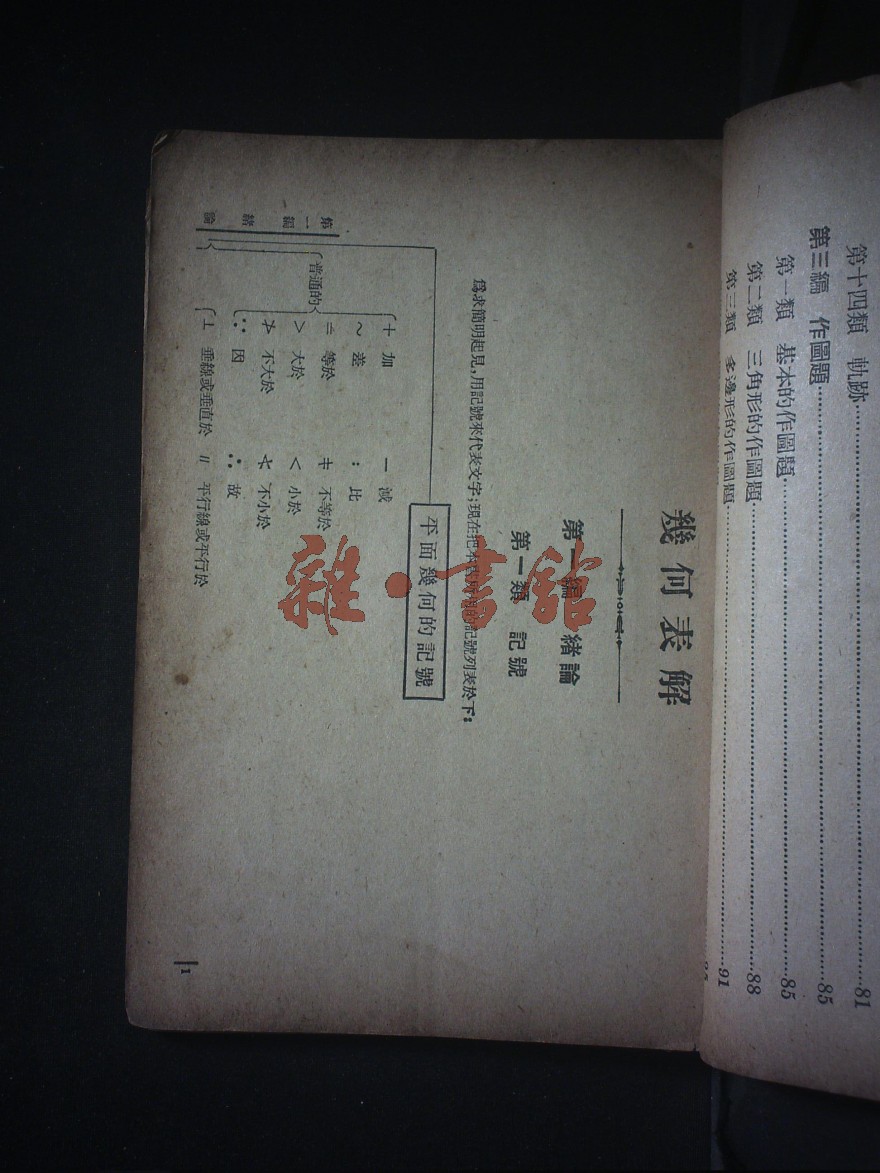 第十四類 軌跡……81
第三編 作圖題……85
第一類 基本的作圖題……85
第二類 三角形的作圖題……88
第三類 多邊形的作圖題……91
幾何表解
第一編 緒論
第一類 記號
爲求簡明起見,用記號來代表文字;現在把本書所用的記號列表於下:
平面幾何的記號
普通的
+ 加 − 減
~ 差 : 比
= 等於 ≠ 不等於
> 大於 < 小於
≯ 不大於 ≮ 不小於
∵ 因 ∴ 故
⊥ 垂線或垂直於 ∥ 平行線或平行於
第一編 緒論
1
雜·書館